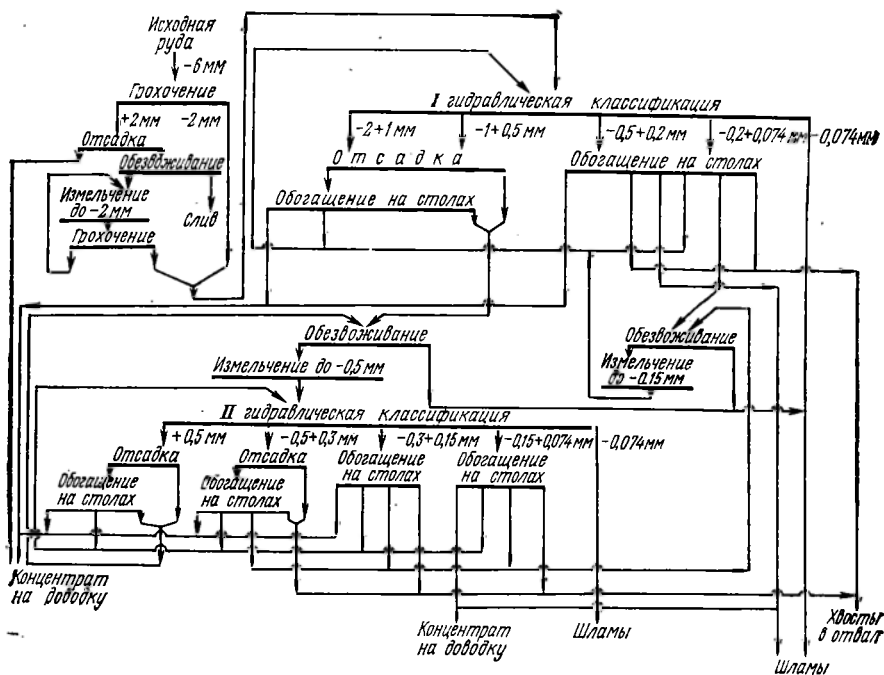 Исходная
руда
-6 мм
Грохочение
+2 мм -2 мм
Отсадка
Обезвоживание
Измельчение
до -2 мм
Слив
Грохочение
I гидравлическая классификация
-2+1 мм -1+0,5 мм -0,5+0,2 мм -0,2+0,074 мм -0,074 мм
Отсадка
Обогащение на столах
Обогащение на столах
Обезвоживание
Измельчение до -0,5 мм
Обезвоживание
Измельчение
до -0,15 мм
II гидравлическая классификация
+0,5 мм -0,5+0,3 мм -0,3+0,15 мм -0,15+0,074 мм -0,074 мм
Отсадка
Обогащение
на столах
Отсадка
Обогащение
на столах
Обогащение
на столах
Обогащение
на столах
Концентрат
на доводку
Концентрат
на доводку
Шламы
Хвосты
в отвал
Шламы